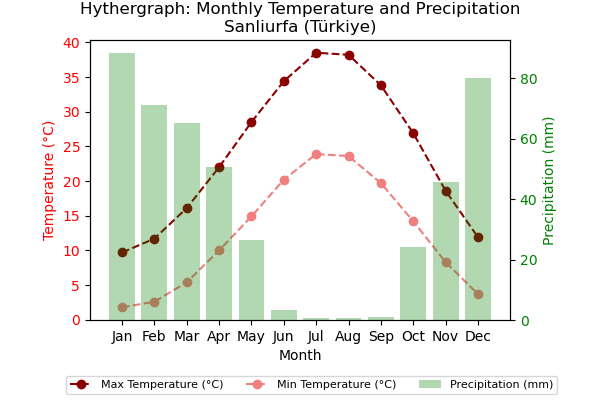 Hythergraph: Monthly Temperature and Precipitation
Sanliurfa (Türkiye)
40
35
30
25
20
15
10
5
0
Temperature (°C)
80
60
40
20
0
Precipitation (mm)
Jan Feb Mar Apr May Jun Jul Aug Sep Oct Nov Dec
Month
Max Temperature (°C) Min Temperature (°C) Precipitation (mm)